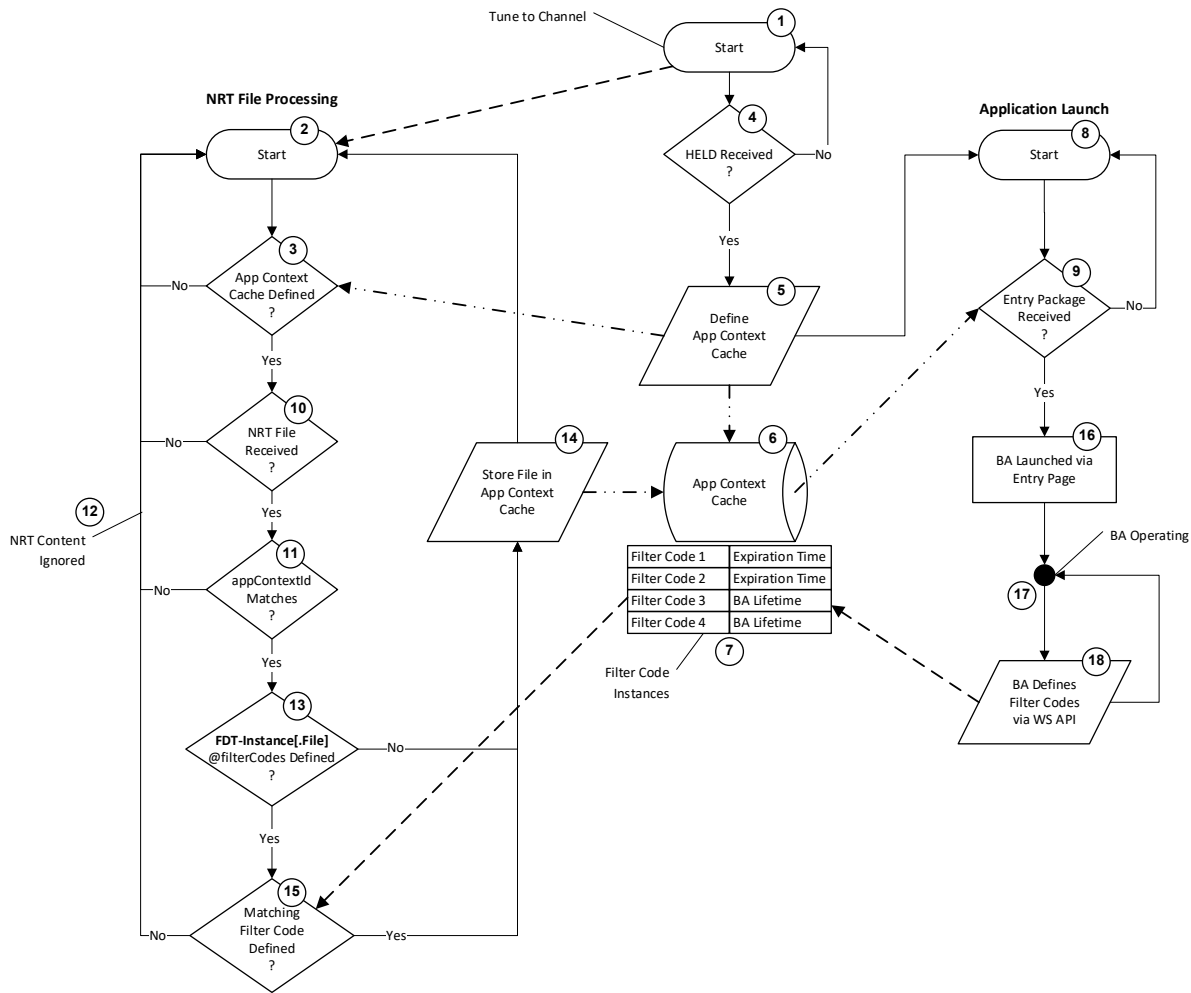 Tune to Channel
1
Start
NRT File Processing
2
Start
4
HELD Received
?
No
Yes
Application Launch
8
Start
3
App Context
Cache Defined
?
No
Yes
5
Define
App Context
Cache
9
Entry Package
Received
?
No
Yes
10
NRT File
Received
?
No
Yes
14
Store File in
App Context
Cache
6
App Context
Cache
16
BA Launched via
Entry Page
12
NRT Content
Ignored
11
appContextId
Matches
?
No
Yes
Filter Code 1 Expiration Time
Filter Code 2 Expiration Time
Filter Code 3 BA Lifetime
Filter Code 4 BA Lifetime
7
Filter Code
Instances
BA Operating
17
18
BA Defines
Filter Codes
via WS API
13
FDT-Instance[.File]
@filterCodes Defined
?
No
Yes
15
Matching
Filter Code
Defined
?
No
Yes